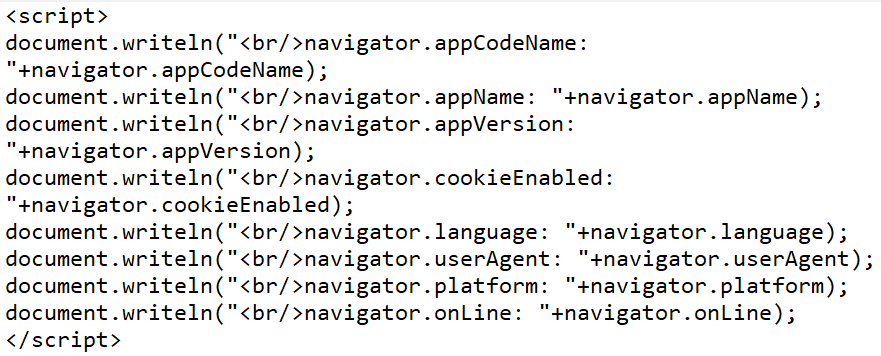 <script>
document.writeln("<br/>navigator.appCodeName:
"+navigator.appCodeName);
document.writeln("<br/>navigator.appName: "+navigator.appName);
document.writeln("<br/>navigator.appVersion:
"+navigator.appVersion);
document.writeln("<br/>navigator.cookieEnabled:
"+navigator.cookieEnabled);
document.writeln("<br/>navigator.language: "+navigator.language);
document.writeln("<br/>navigator.userAgent: "+navigator.userAgent);
document.writeln("<br/>navigator.platform: "+navigator.platform);
document.writeln("<br/>navigator.onLine: "+navigator.onLine);
</script>